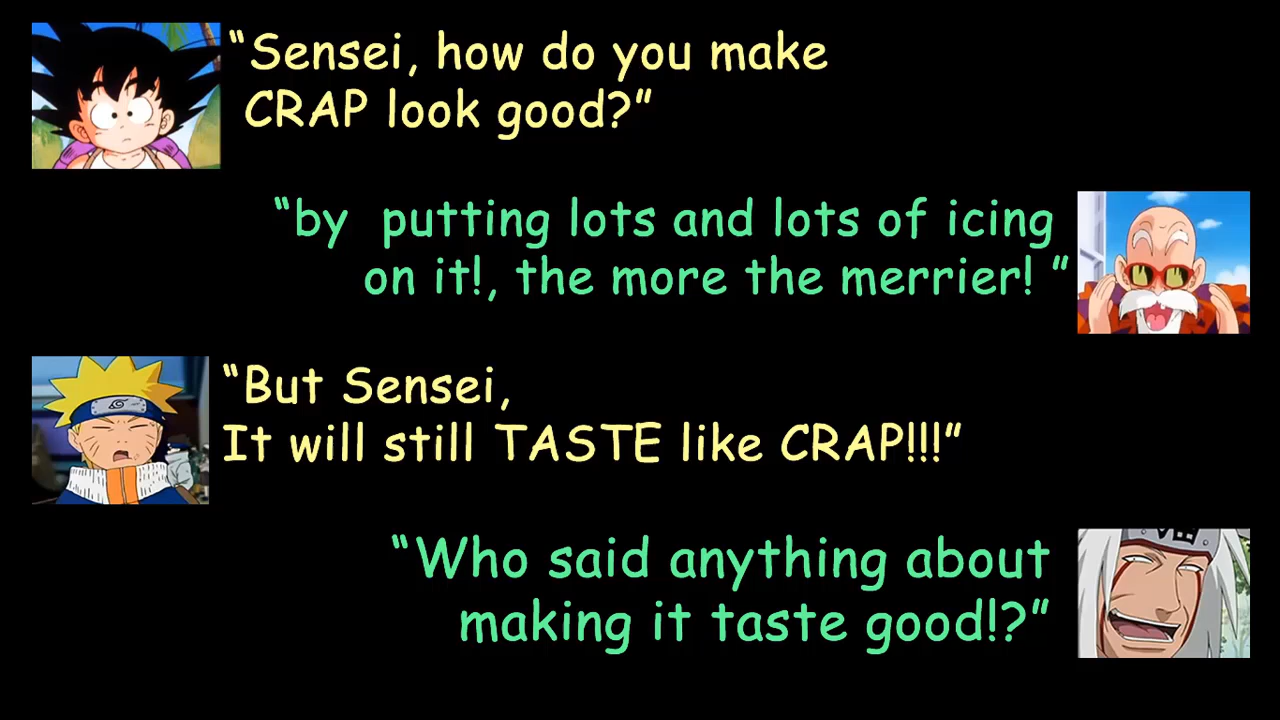 “Sensei, how do you make
CRAP look good?”
“by putting lots and lots of icing
on it!, the more the merrier! ”
“But Sensei,
It will still TASTE like CRAP!!!”
“Who said anything about
making it taste good!?”